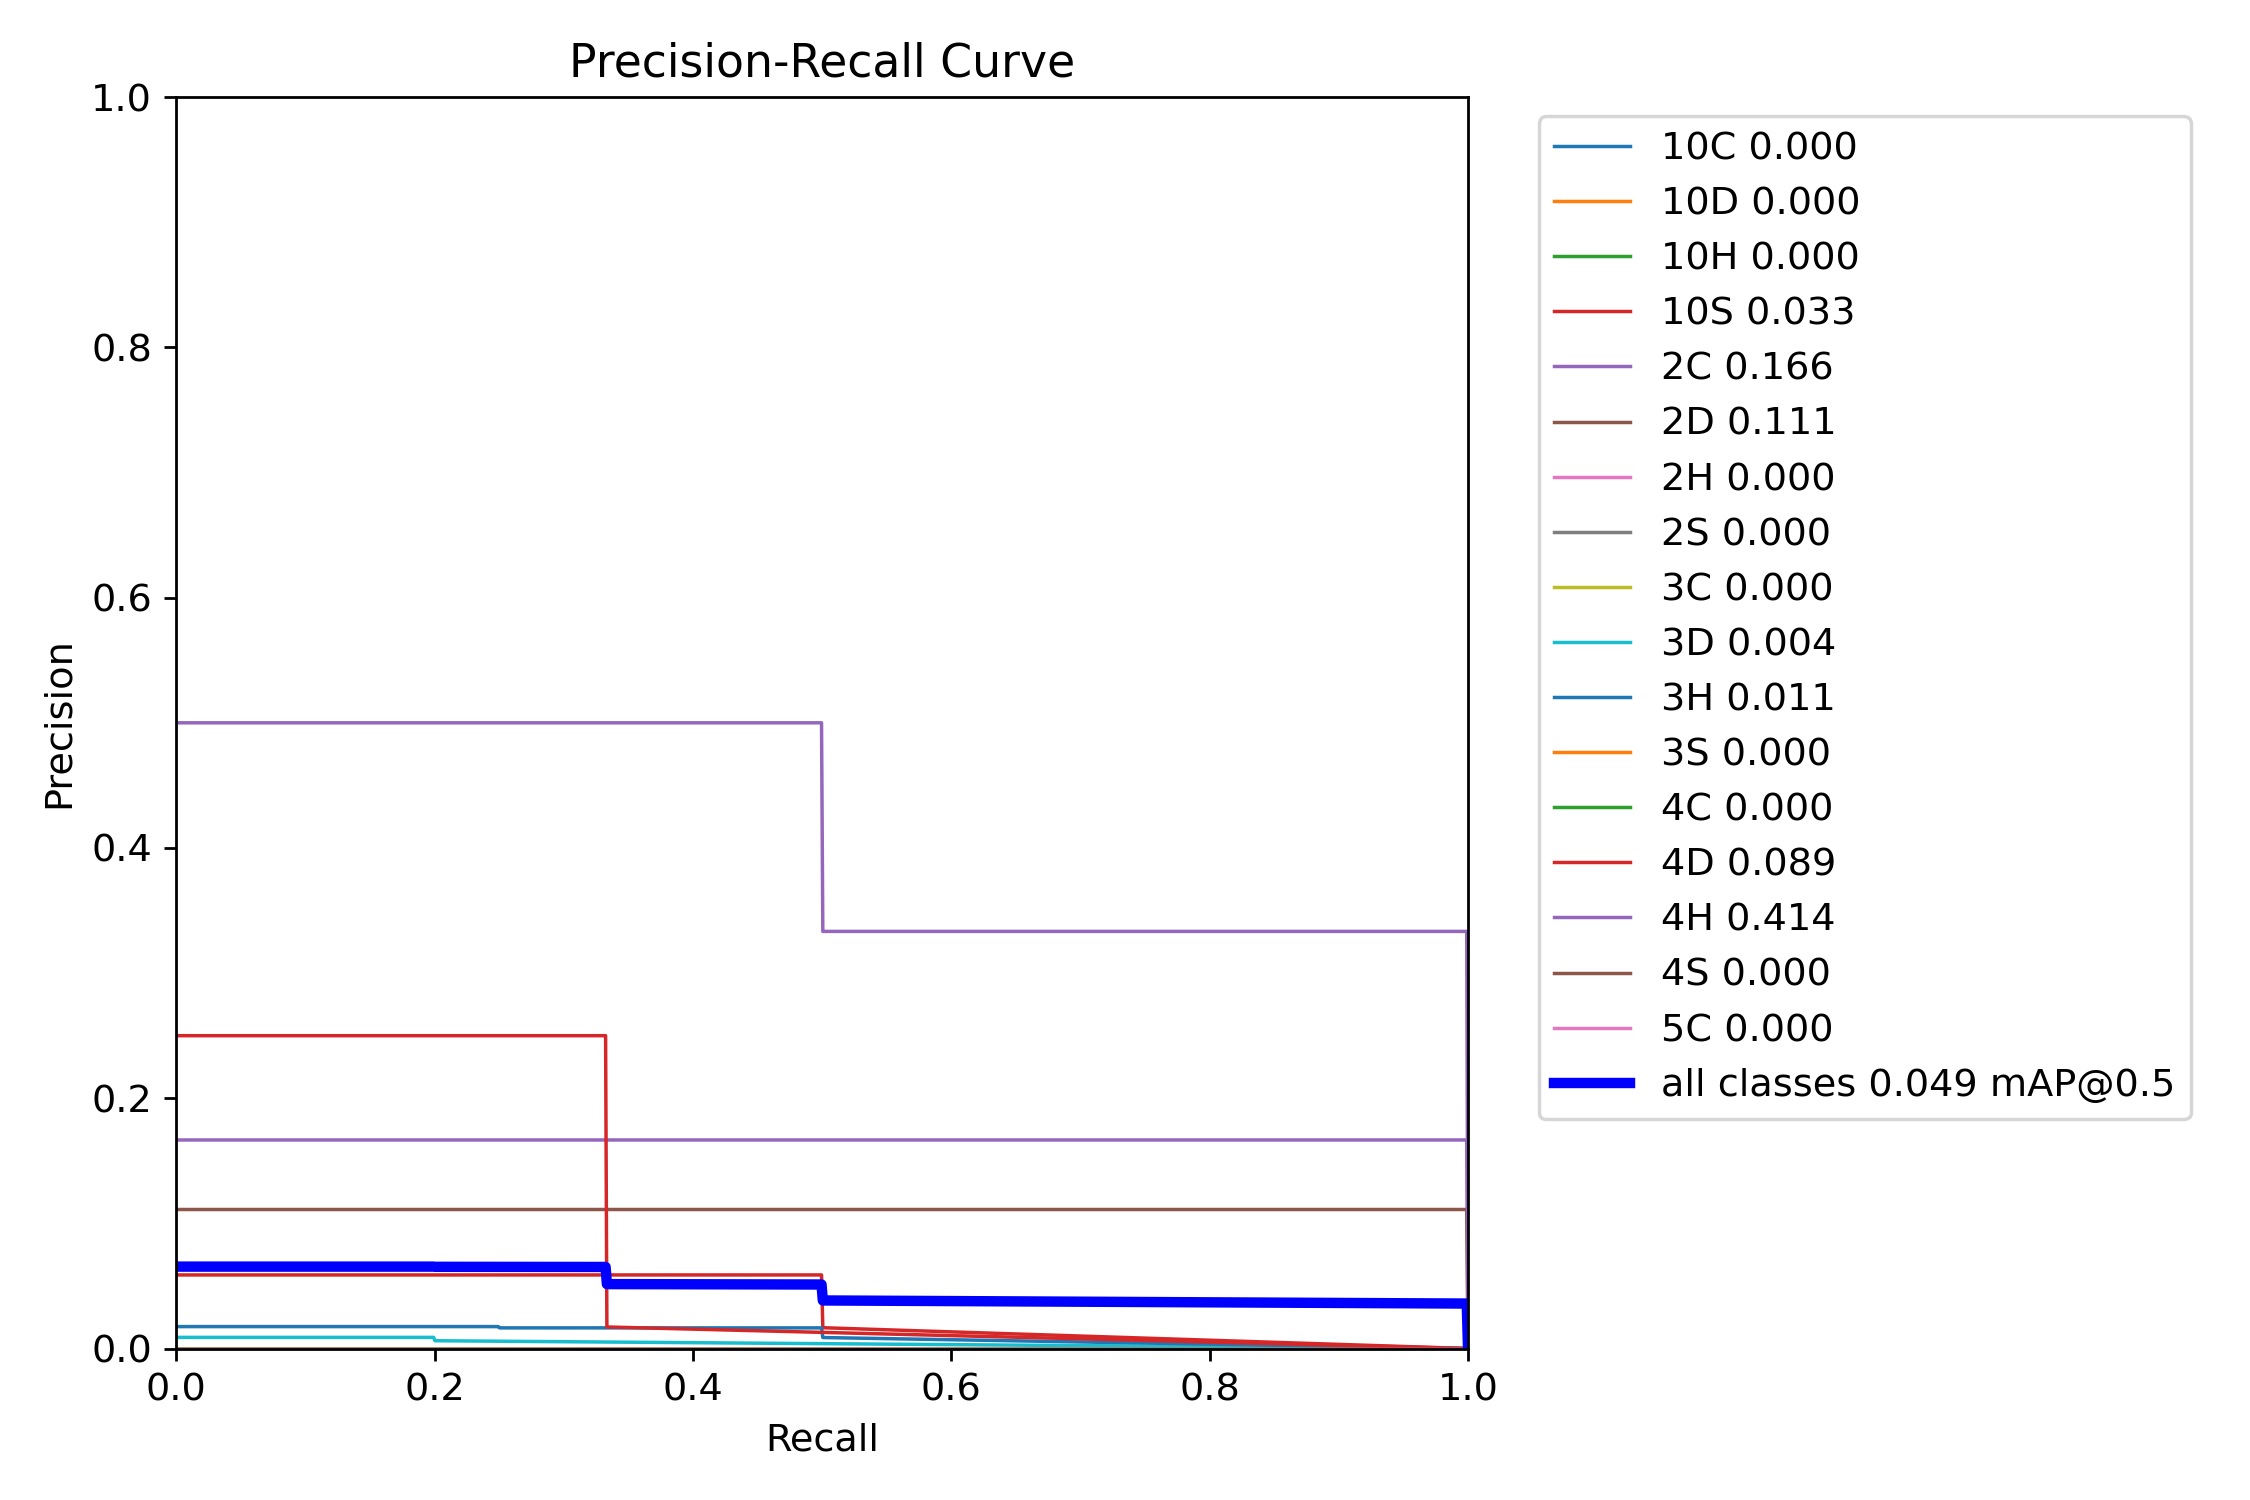 Precision-Recall Curve
1.0
0.8
0.6
0.4
0.2
0.0
Precision
0.0 0.2 0.4 0.6 0.8 1.0
Recall
10C 0.000
10D 0.000
10H 0.000
10S 0.033
2C 0.166
2D 0.111
2H 0.000
2S 0.000
3C 0.000
3D 0.004
3H 0.011
3S 0.000
4C 0.000
4D 0.089
4H 0.414
4S 0.000
5C 0.000
all classes 0.049 mAP@0.5